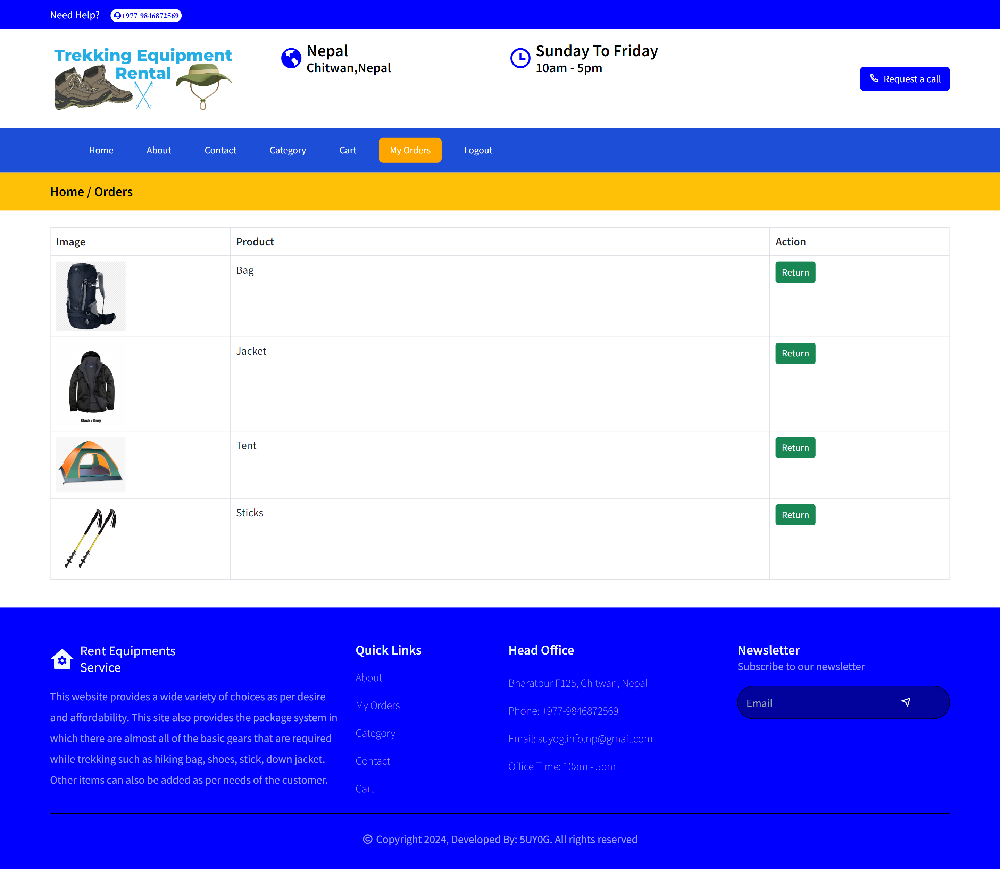 Need Help?
+977-9846872569
Trekking Equipment
Rental
Nepal
Chitwan,Nepal
Sunday To Friday
10am - 5pm
Request a call
Home
About
Contact
Category
Cart
My Orders
Logout
Home / Orders
Image
Product
Action
Bag
Return
Jacket
Return
Black / Grey
Tent
Return
Sticks
Return
Rent Equipments
Service
This website provides a wide variety of choices as per desire
and affordability. This site also provides the package system in
which there are almost all of the basic gears that are required
while trekking such as hiking bag, shoes, stick, down jacket.
Other items can also be added as per needs of the customer.
Quick Links
About
My Orders
Category
Contact
Cart
Head Office
Bharatpur F125, Chitwan, Nepal
Phone: +977-9846872569
Email: suyog.info.np@gmail.com
Office Time: 10am - 5pm
Newsletter
Subscribe to our newsletter
Email
© Copyright 2024, Developed By: 5UY0G. All rights reserved